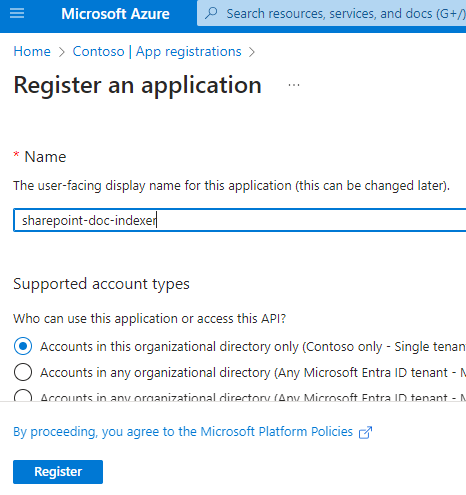 Microsoft Azure
Search resources, services, and docs (G+/)
Home > Contoso | App registrations >
Register an application ...
* Name
The user-facing display name for this application (this can be changed later).
sharepoint-doc-indexer
Supported account types
Who can use this application or access this API?
Accounts in this organizational directory only (Contoso only - Single tenan
Accounts in any organizational directory (Any Microsoft Entra ID tenant - M
Accounts in any organizational directory (Any Microsoft Entra ID tenant - M
By proceeding, you agree to the Microsoft Platform Policies
Register